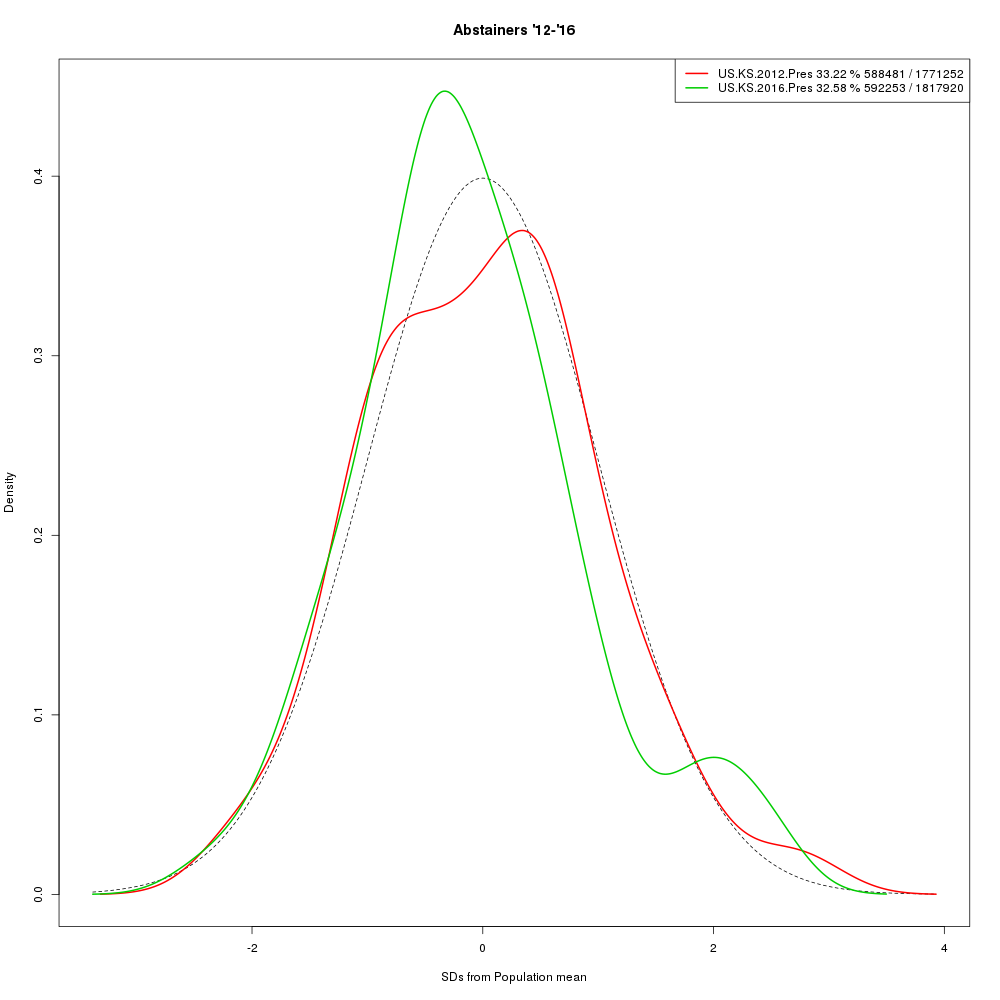 Abstainers '12-'16
US.KS.2012.Pres 33.22 % 588481 / 1771252
US.KS.2016.Pres 32.58 % 592253 / 1817920
Density
0.4
0.3
0.2
0.1
0.0
-2 0 2 4
SDs from Population mean